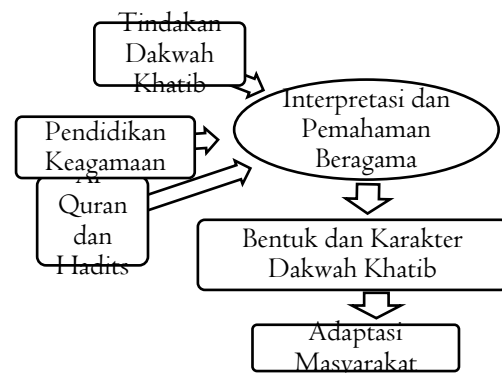 Tindakan
Dakwah
Khatib
Interpretasi dan
Pemahaman
Beragama
Pendidikan
Keagamaan
Al
Quran
dan
Hadits
Bentuk dan Karakter
Dakwah Khatib
Adaptasi
Masyarakat